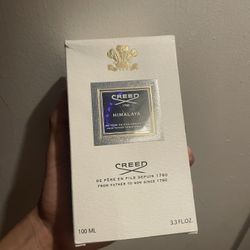 CREED
HIMALAYA
CREED
DE PÈRE EN FILS DEPUIS 1760
FROM FATHER TO SON SINCE 1760
100 ML
3.3 FL.OZ.